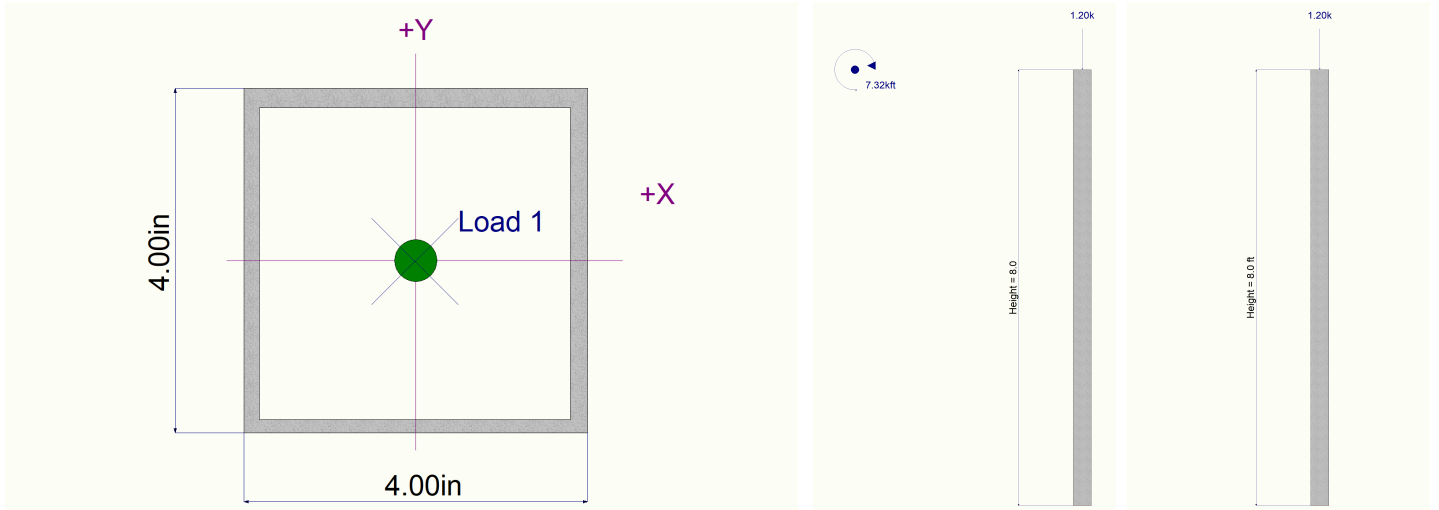 +Y
+X
Load 1
4.00in
4.00in
1.20k
7.32kft
Height = 8.0
1.20k
Height = 8.0 ft